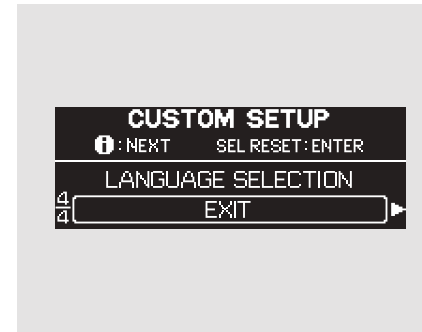 CUSTOM SETUP
i : NEXT SEL RESET : ENTER
LANGUAGE SELECTION
4/4 EXIT